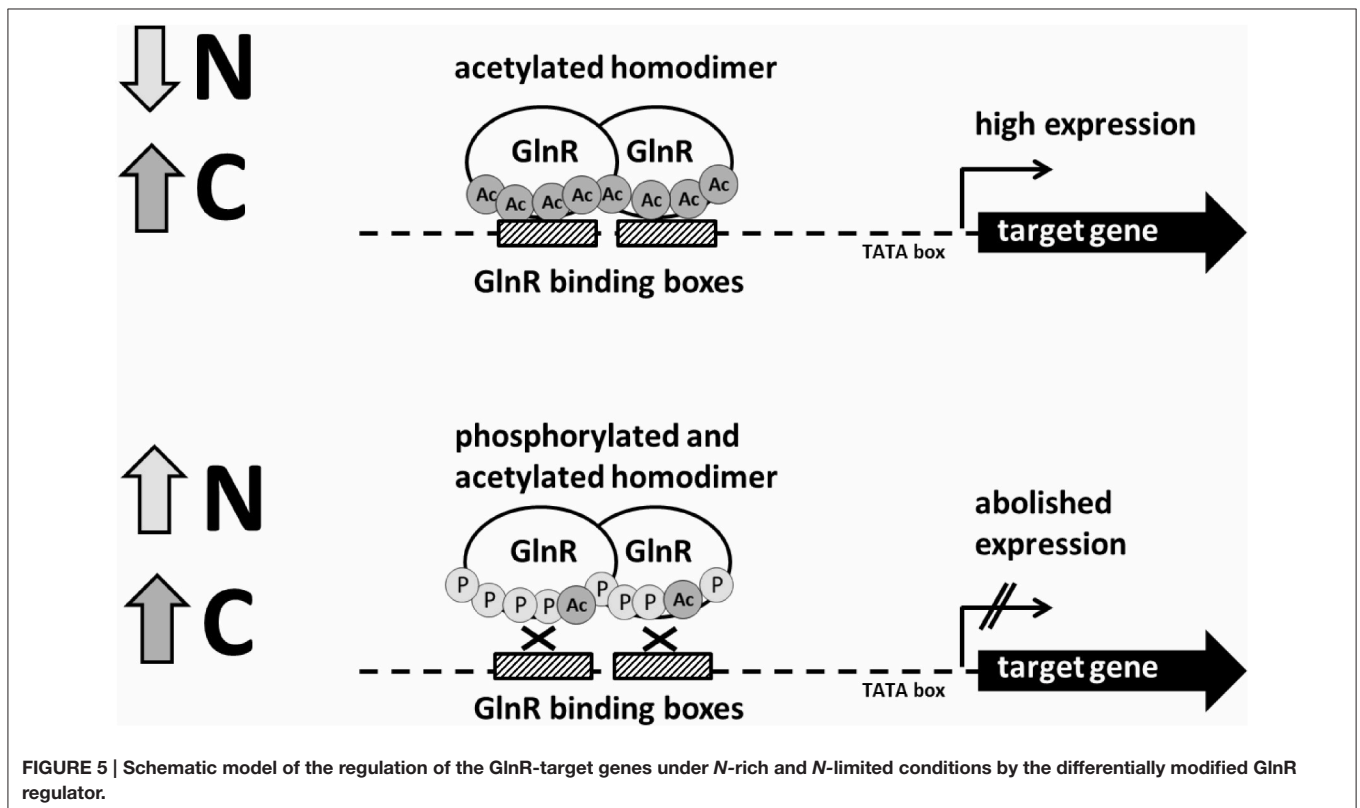 N
C
acetylated homodimer
GlnR GlnR
Ac Ac Ac Ac Ac Ac Ac Ac
GlnR binding boxes
high expression
TATA box
target gene
N
C
phosphorylated and
acetylated homodimer
GlnR GlnR
P P P P Ac P P P Ac P
GlnR binding boxes
abolished
expression
TATA box
target gene
FIGURE 5 | Schematic model of the regulation of the GlnR-target genes under N-rich and N-limited conditions by the differentially modified GlnR
regulator.